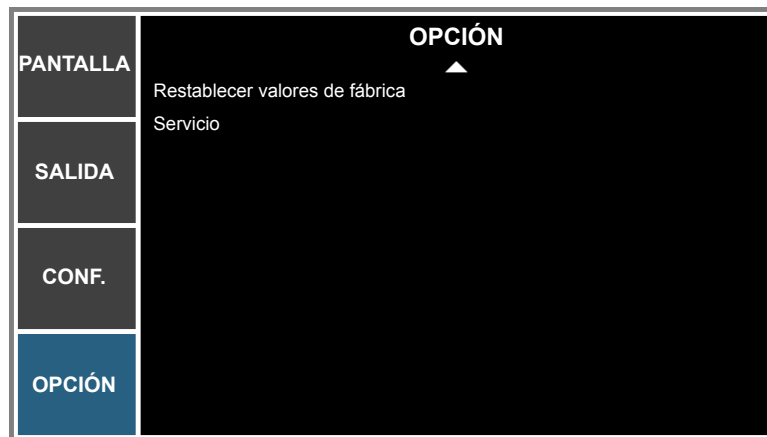 PANTALLA
SALIDA
CONF.
OPCIÓN
OPCIÓN
Restablecer valores de fábrica
Servicio